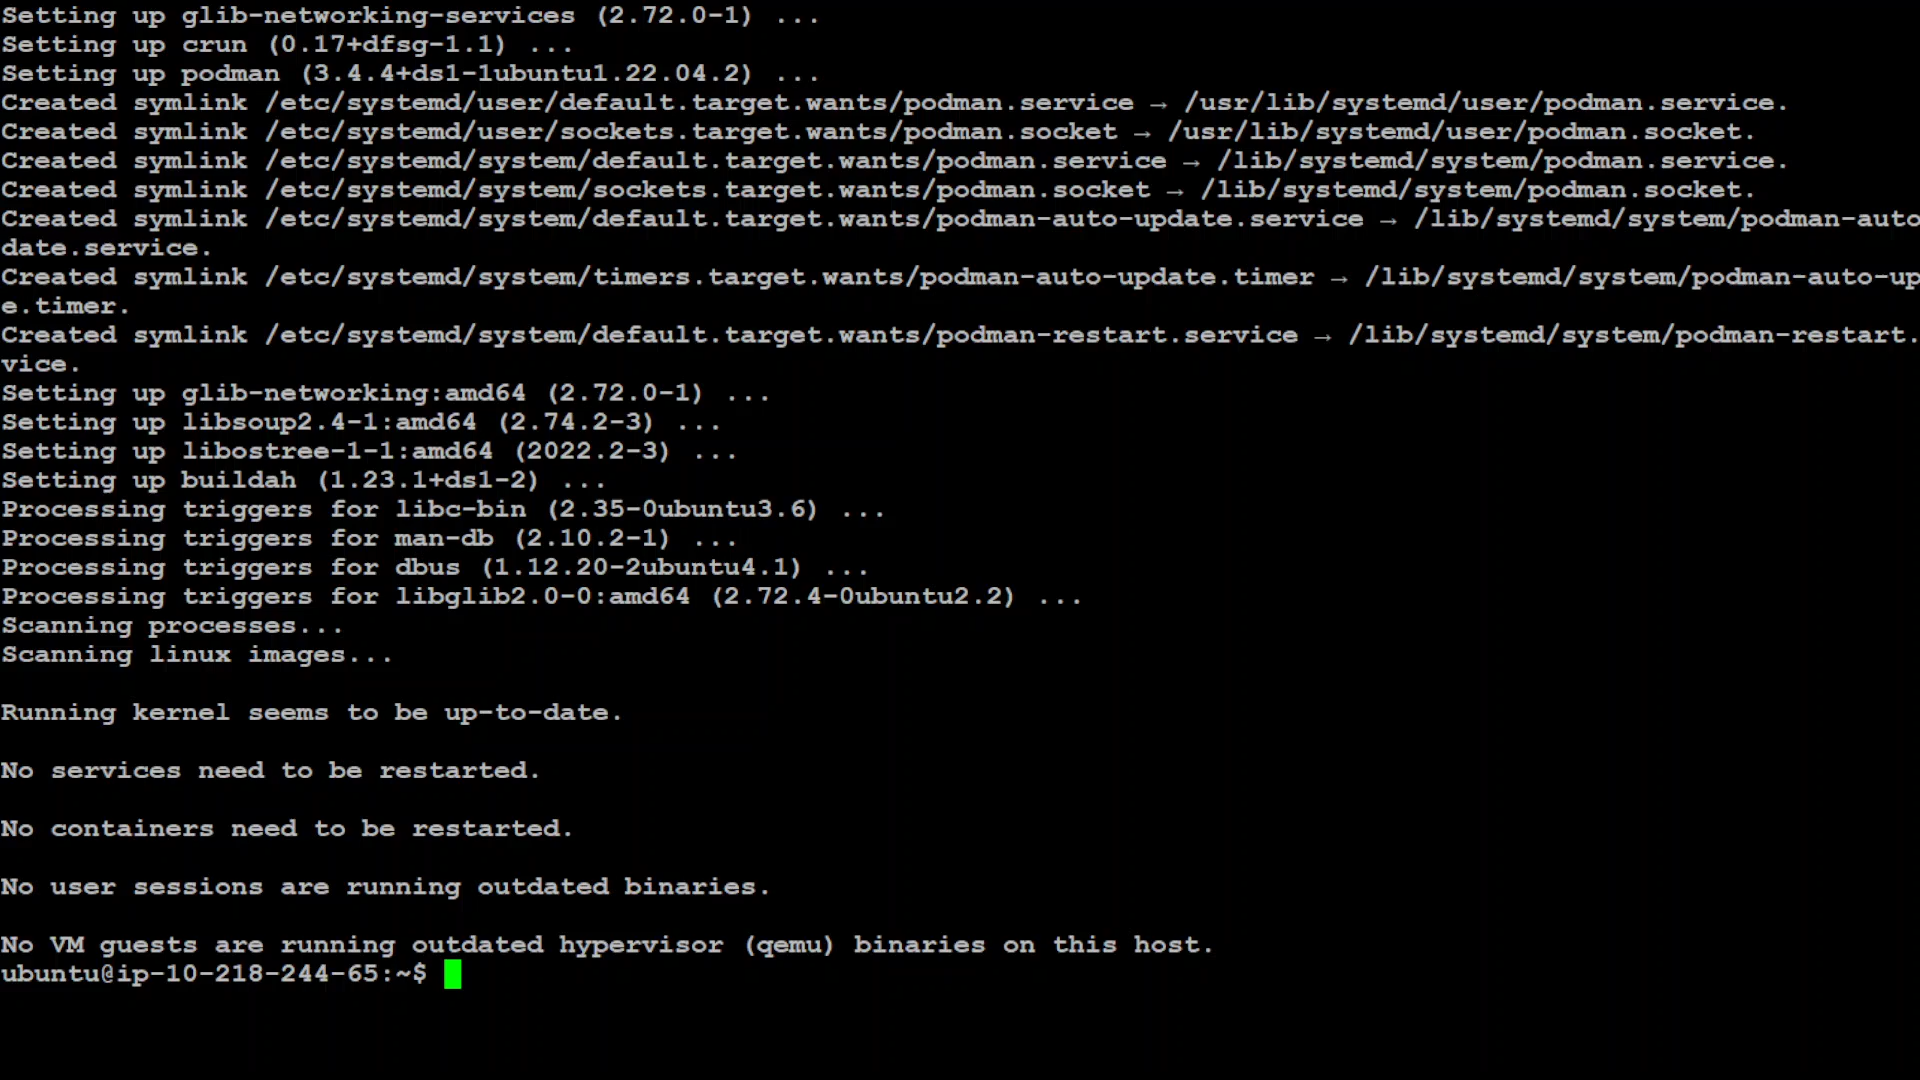 Setting up glib-networking-services (2.72.0-1) ...
Setting up crun (0.17+dfsg-1.1) ...
Setting up podman (3.4.4+ds1-1ubuntu1.22.04.2) ...
Created symlink /etc/systemd/user/default.target.wants/podman.service → /usr/lib/systemd/user/podman.service.
Created symlink /etc/systemd/user/sockets.target.wants/podman.socket → /usr/lib/systemd/user/podman.socket.
Created symlink /etc/systemd/system/default.target.wants/podman.service → /lib/systemd/system/podman.service.
Created symlink /etc/systemd/system/sockets.target.wants/podman.socket → /lib/systemd/system/podman.socket.
Created symlink /etc/systemd/system/default.target.wants/podman-auto-update.service → /lib/systemd/system/podman-auto
date.service.
Created symlink /etc/systemd/system/timers.target.wants/podman-auto-update.timer → /lib/systemd/system/podman-auto-up
e.timer.
Created symlink /etc/systemd/system/default.target.wants/podman-restart.service → /lib/systemd/system/podman-restart.
vice.
Setting up glib-networking:amd64 (2.72.0-1) ...
Setting up libsoup2.4-1:amd64 (2.74.2-3) ...
Setting up libostree-1-1:amd64 (2022.2-3) ...
Setting up buildah (1.23.1+ds1-2) ...
Processing triggers for libc-bin (2.35-0ubuntu3.6) ...
Processing triggers for man-db (2.10.2-1) ...
Processing triggers for dbus (1.12.20-2ubuntu4.1) ...
Processing triggers for libglib2.0-0:amd64 (2.72.4-0ubuntu2.2) ...
Scanning processes...
Scanning linux images...
Running kernel seems to be up-to-date.
No services need to be restarted.
No containers need to be restarted.
No user sessions are running outdated binaries.
No VM guests are running outdated hypervisor (qemu) binaries on this host.
ubuntu@ip-10-218-244-65:~$